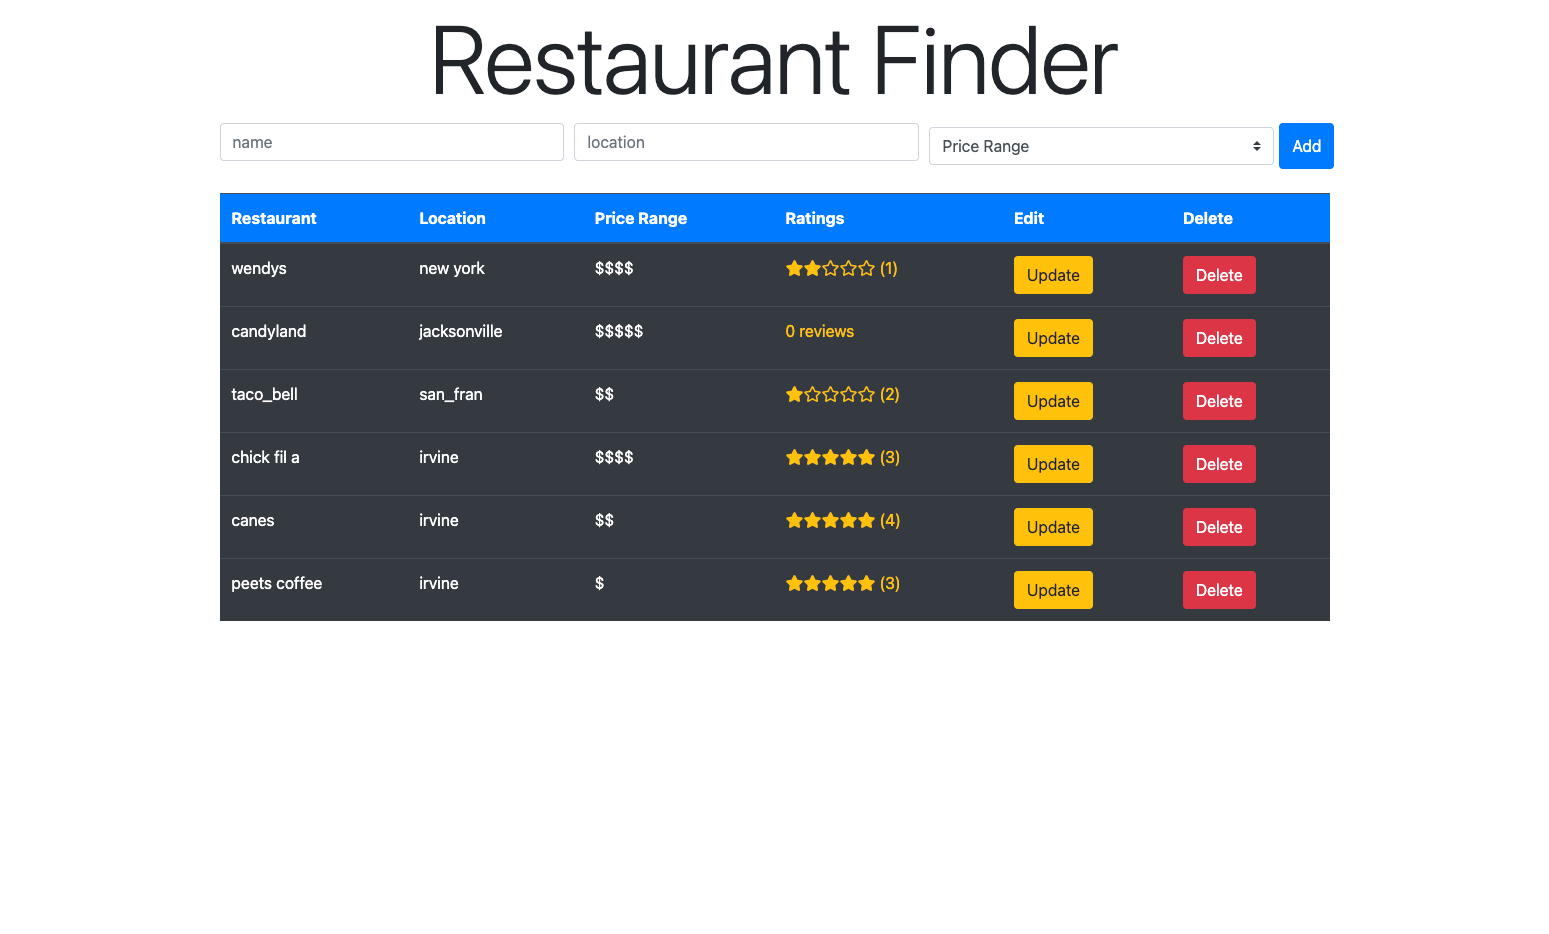 Restaurant Finder
name location Price Range Add
Restaurant Location Price Range Ratings Edit Delete
wendys new york $$$$ (1) Update Delete
candyland jacksonville $$$$$ 0 reviews Update Delete
taco_bell san_fran $$ (2) Update Delete
chick fil a irvine $$$$ (3) Update Delete
canes irvine $$ (4) Update Delete
peets coffee irvine $ (3) Update Delete